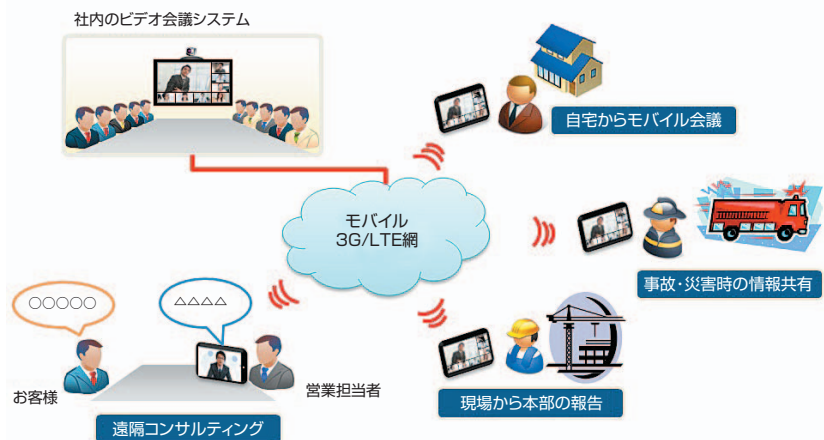 社内のビデオ会議システム
自宅からモバイル会議
モバイル
3G/LTE網
事故・災害時の情報共有
○○○○○
△△△△
お客様
営業担当者
現場から本部の報告
遠隔コンサルティング